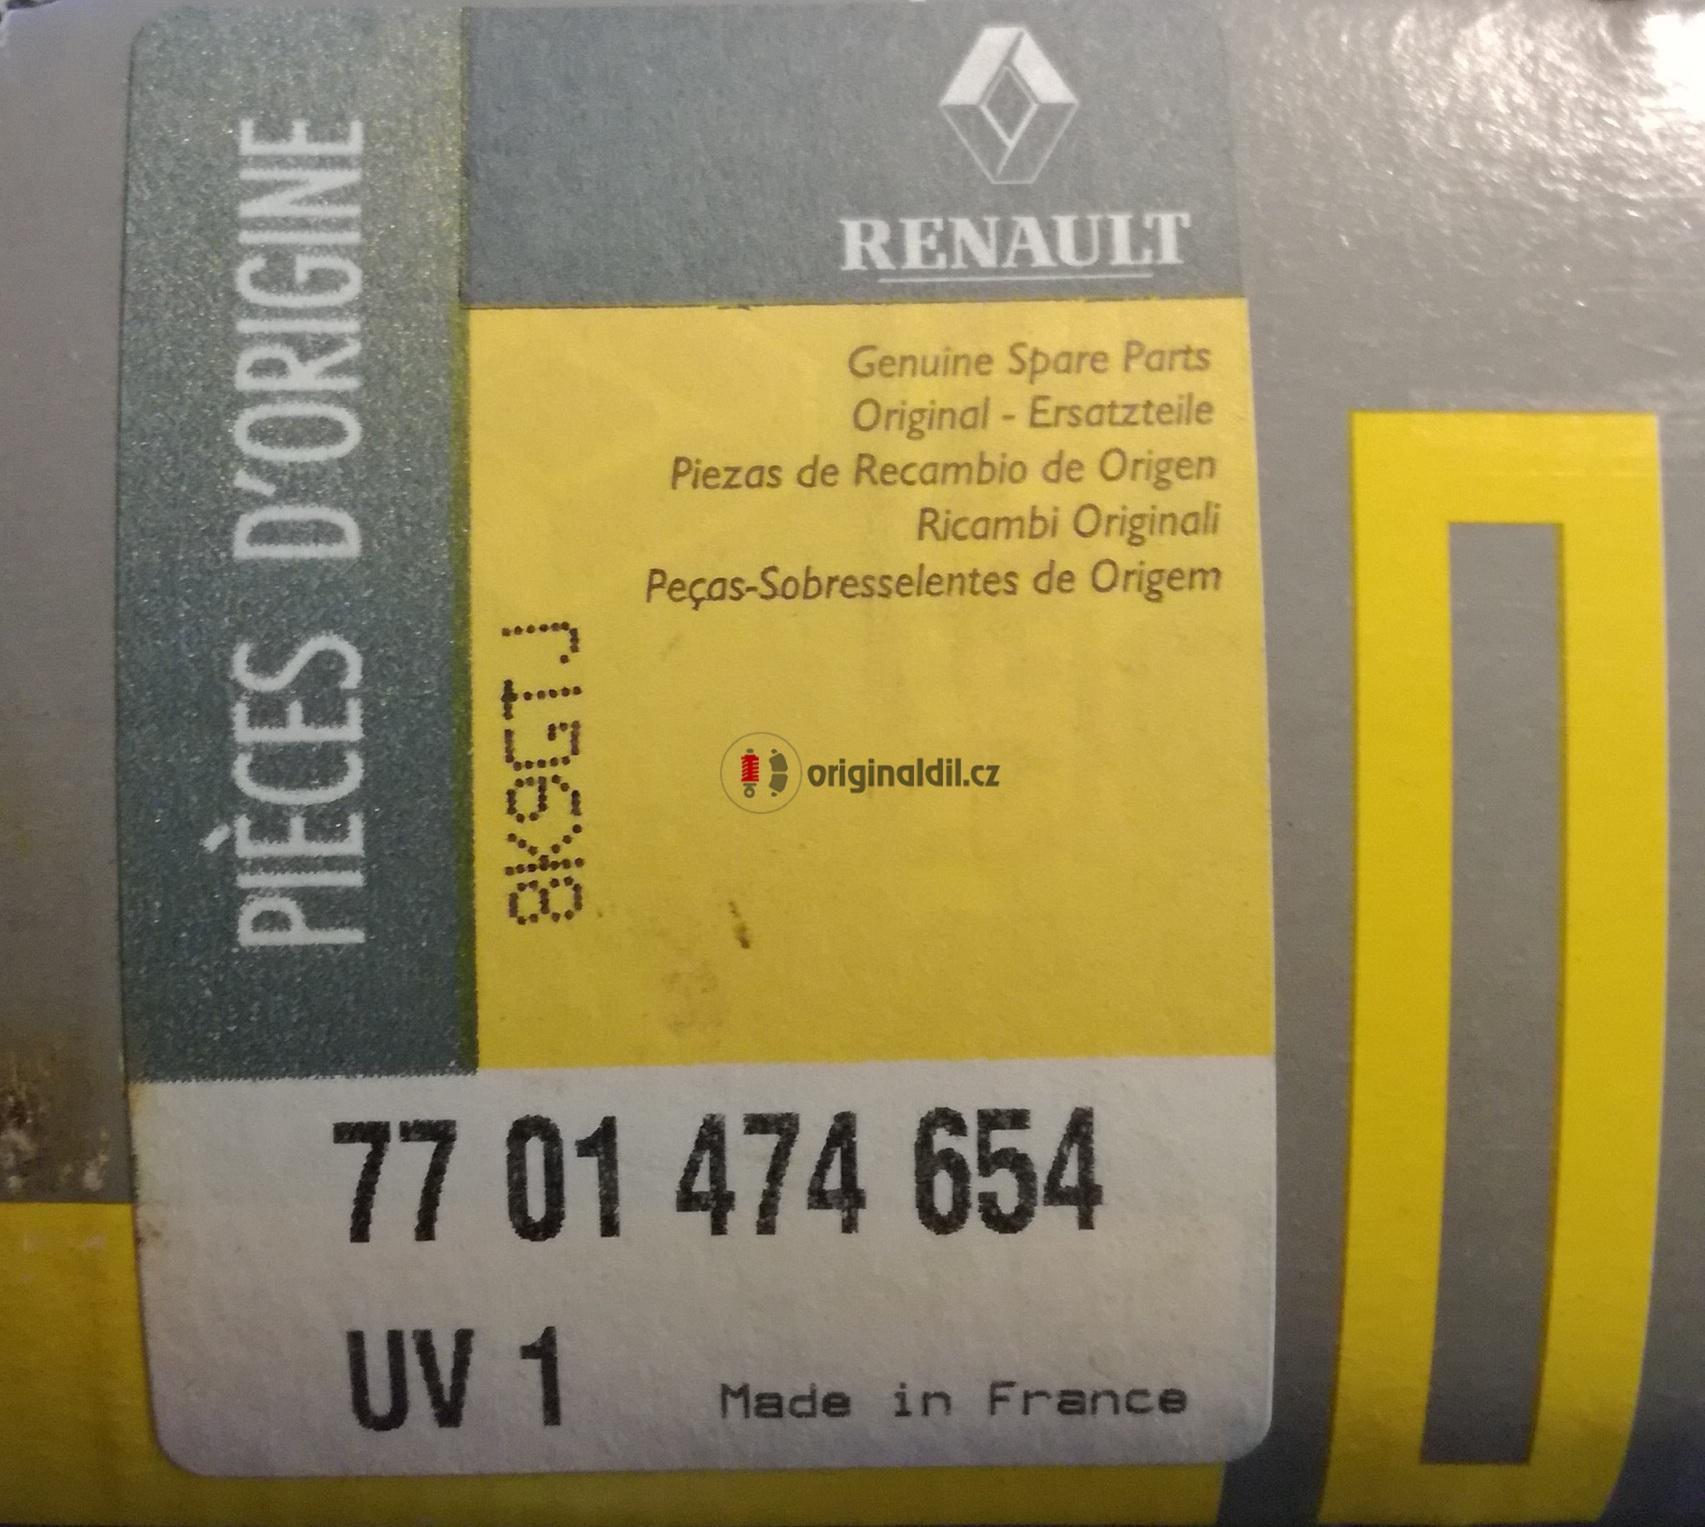 PIÈCES D'ORIGINE
RENAULT
Genuine Spare Parts
Original - Ersatzteile
Piezas de Recambio de Origen
Ricambi Originali
Peças-Sobresselentes de Origem
8K9GTJ
originaldil.cz
77 01 474 654
UV 1
Made in France